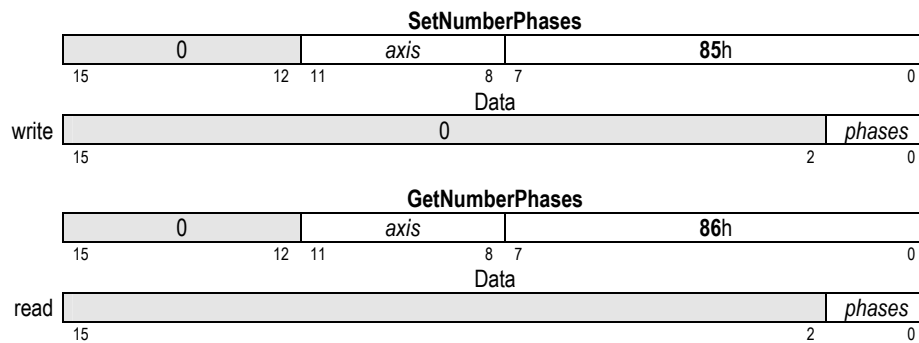 SetNumberPhases
0 axis 85h
15 12 11 8 7 0
Data
write 0 phases
15 2 0
GetNumberPhases
0 axis 86h
15 12 11 8 7 0
Data
read phases
15 2 0